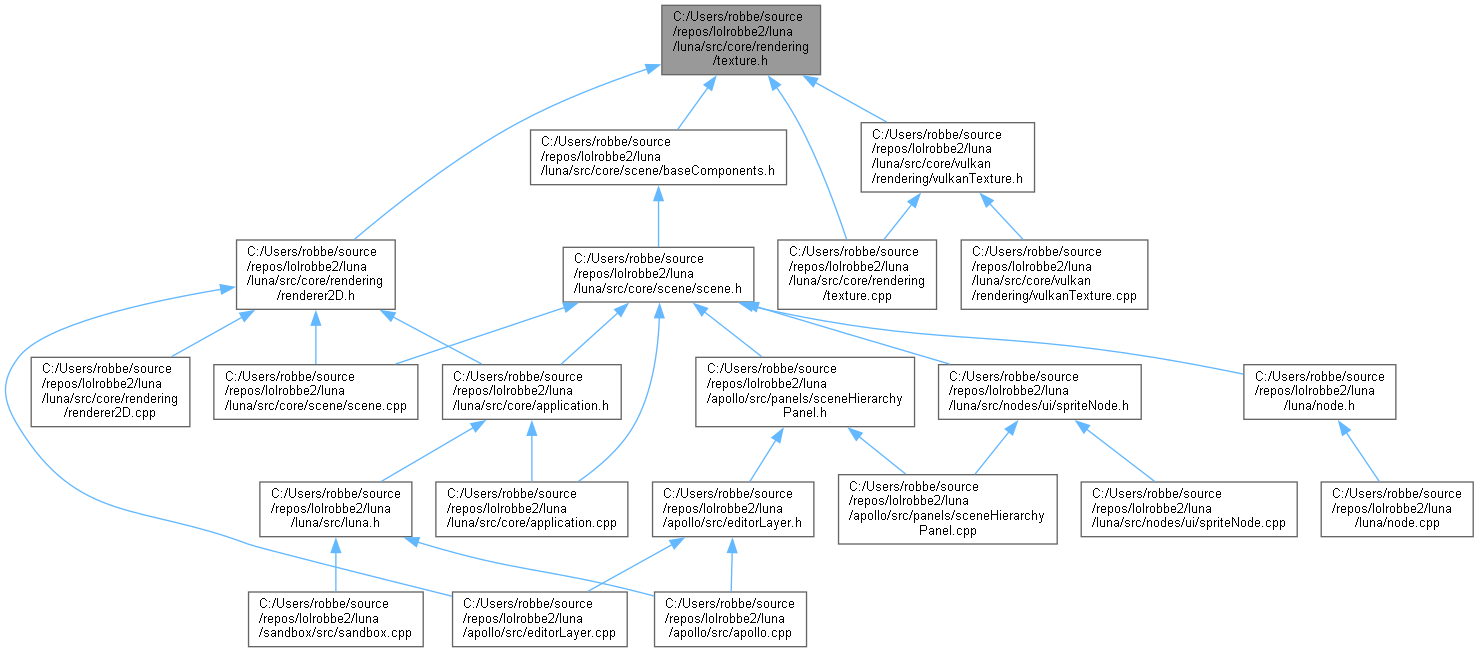 C:/Users/robbe/source
/repos/lolrobbe2/luna
/luna/src/core/rendering
/texture.h
C:/Users/robbe/source
/repos/lolrobbe2/luna
/luna/src/core/scene/baseComponents.h
C:/Users/robbe/source
/repos/lolrobbe2/luna
/luna/src/core/vulkan
/rendering/vulkanTexture.h
C:/Users/robbe/source
/repos/lolrobbe2/luna
/luna/src/core/rendering
/renderer2D.h
C:/Users/robbe/source
/repos/lolrobbe2/luna
/luna/src/core/scene/scene.h
C:/Users/robbe/source
/repos/lolrobbe2/luna
/luna/src/core/rendering
/texture.cpp
C:/Users/robbe/source
/repos/lolrobbe2/luna
/luna/src/core/vulkan
/rendering/vulkanTexture.cpp
C:/Users/robbe/source
/repos/lolrobbe2/luna
/luna/src/core/rendering
/renderer2D.cpp
C:/Users/robbe/source
/repos/lolrobbe2/luna
/luna/src/core/scene/scene.cpp
C:/Users/robbe/source
/repos/lolrobbe2/luna
/luna/src/core/application.h
C:/Users/robbe/source
/repos/lolrobbe2/luna
/apollo/src/panels/sceneHierarchy
Panel.h
C:/Users/robbe/source
/repos/lolrobbe2/luna
/luna/src/nodes/ui/spriteNode.h
C:/Users/robbe/source
/repos/lolrobbe2/luna
/luna/node.h
C:/Users/robbe/source
/repos/lolrobbe2/luna
/luna/src/luna.h
C:/Users/robbe/source
/repos/lolrobbe2/luna
/luna/src/core/application.cpp
C:/Users/robbe/source
/repos/lolrobbe2/luna
/apollo/src/editorLayer.h
C:/Users/robbe/source
/repos/lolrobbe2/luna
/apollo/src/panels/sceneHierarchy
Panel.cpp
C:/Users/robbe/source
/repos/lolrobbe2/luna
/luna/src/nodes/ui/spriteNode.cpp
C:/Users/robbe/source
/repos/lolrobbe2/luna
/luna/node.cpp
C:/Users/robbe/source
/repos/lolrobbe2/luna
/sandbox/src/sandbox.cpp
C:/Users/robbe/source
/repos/lolrobbe2/luna
/apollo/src/editorLayer.cpp
C:/Users/robbe/source
/repos/lolrobbe2/luna
/apollo/src/apollo.cpp